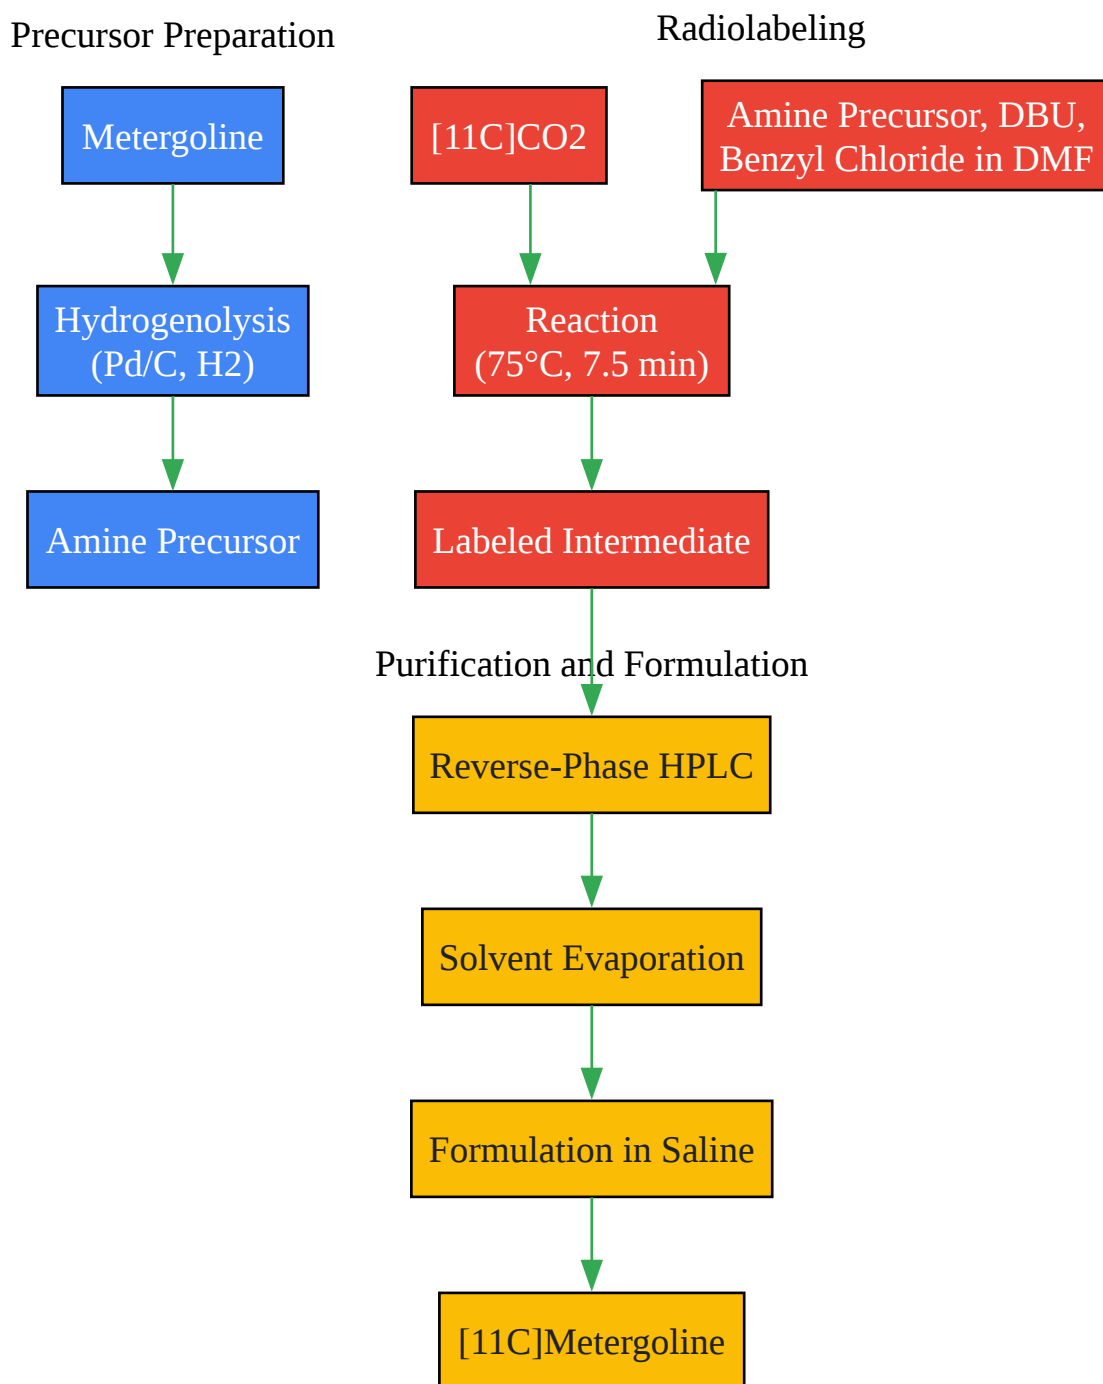 Precursor Preparation
Metergoline
Hydrogenolysis
(Pd/C, H2)
Amine Precursor
Radiolabeling
[11C]CO2
Amine Precursor, DBU,
Benzyl Chloride in DMF
Reaction
(75°C, 7.5 min)
Labeled Intermediate
Purification and Formulation
Reverse-Phase HPLC
Solvent Evaporation
Formulation in Saline
[11C]Metergoline